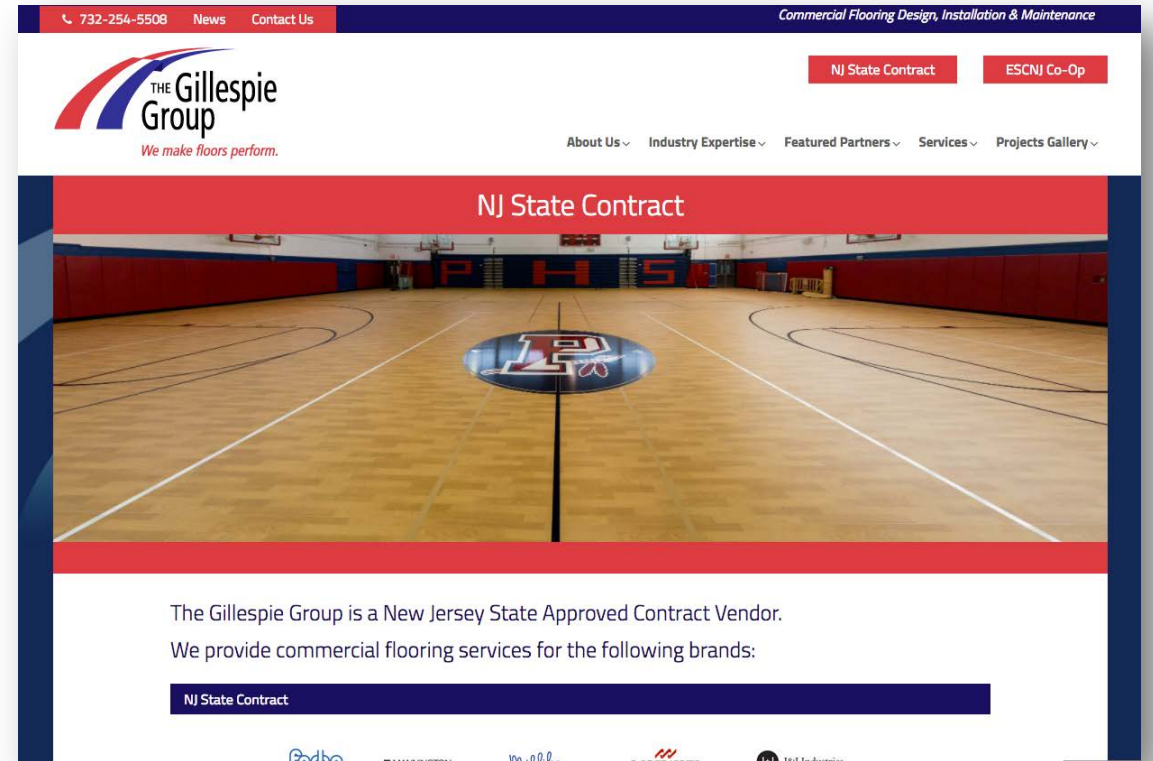 732-254-5508 News Contact Us
Commercial Flooring Design, Installation & Maintenance
THE Gillespie
Group
We make floors perform.
NJ State Contract ESCNJ Co-Op
About Us Industry Expertise Featured Partners Services Projects Gallery
NJ State Contract
P H S
P
The Gillespie Group is a New Jersey State Approved Contract Vendor.
We provide commercial flooring services for the following brands:
NJ State Contract